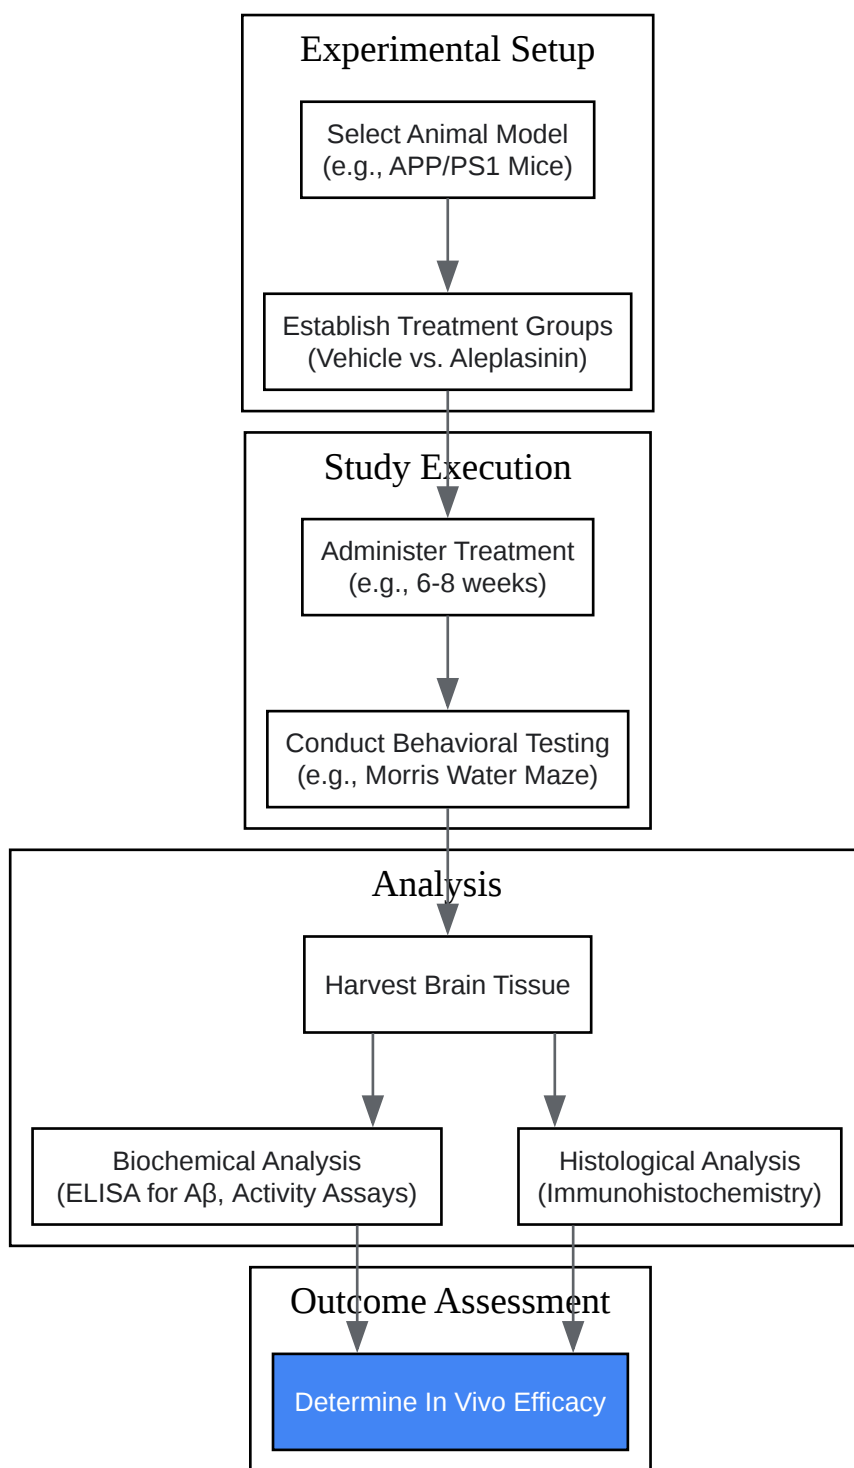 Experimental Setup
Select Animal Model
(e.g., APP/PS1 Mice)
Establish Treatment Groups
(Vehicle vs. Aleplasinin)
Study Execution
Administer Treatment
(e.g., 6-8 weeks)
Conduct Behavioral Testing
(e.g., Morris Water Maze)
Analysis
Harvest Brain Tissue
Biochemical Analysis
(ELISA for Aβ, Activity Assays)
Histological Analysis
(Immunohistochemistry)
Outcome Assessment
Determine In Vivo Efficacy